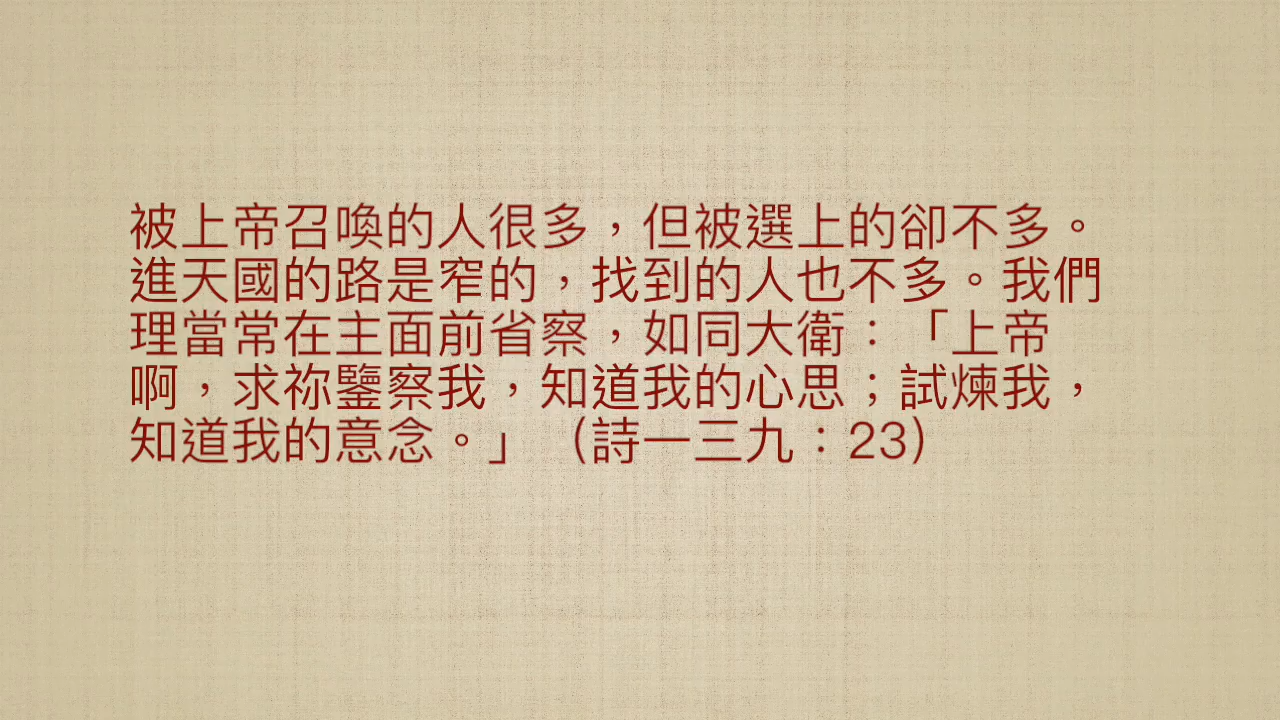 被上帝召喚的人很多，但被選上的卻不多。
進天國的路是窄的，找到的人也不多。我們
理當常在主面前省察，如同大衛：「上帝
啊，求祢鑒察我，知道我的心思；試煉我，
知道我的意念。」（詩一三九：23）